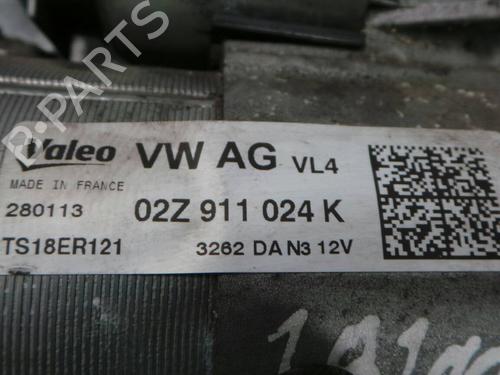 B-PARTS
Valeo VW AG VL4
MADE IN FRANCE
280113 02Z 911 024 K
TS18ER121 3262 DA N3 12V